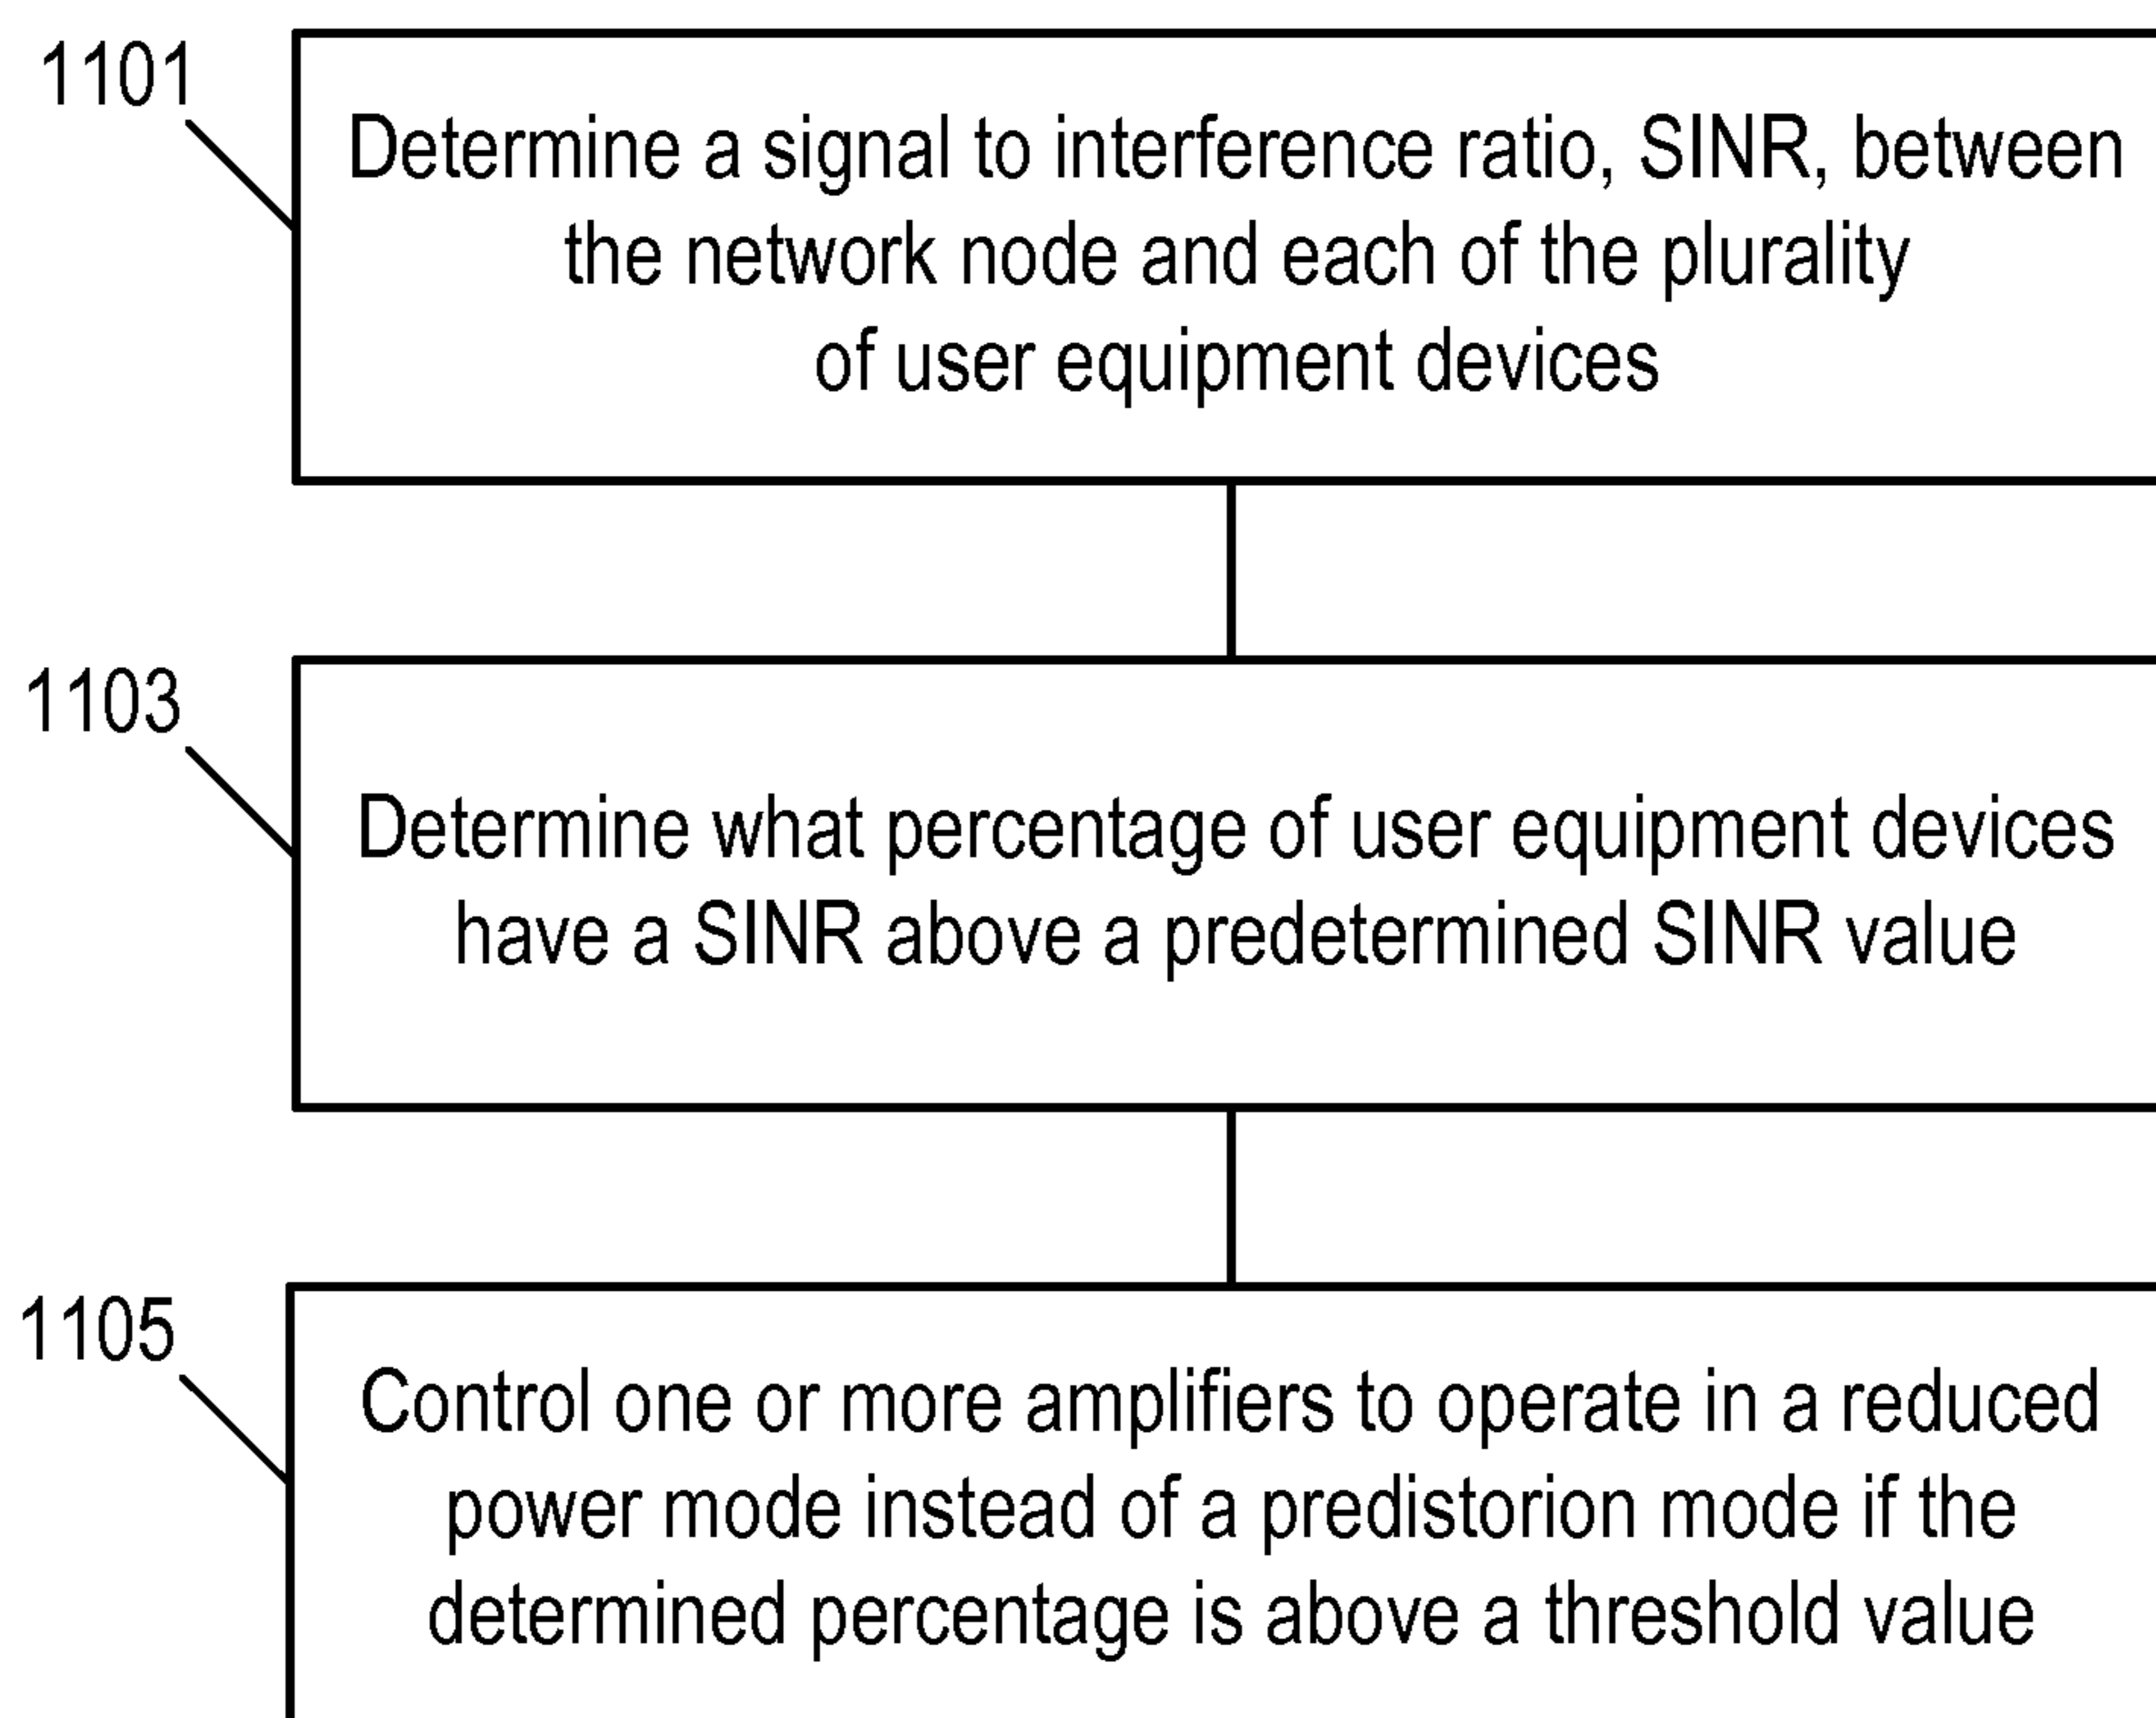 1101
Determine a signal to interference ratio, SINR, between
the network node and each of the plurality
of user equipment devices
1103
Determine what percentage of user equipment devices
have a SINR above a predetermined SINR value
1105
Control one or more amplifiers to operate in a reduced
power mode instead of a predistorion mode if the
determined percentage is above a threshold value